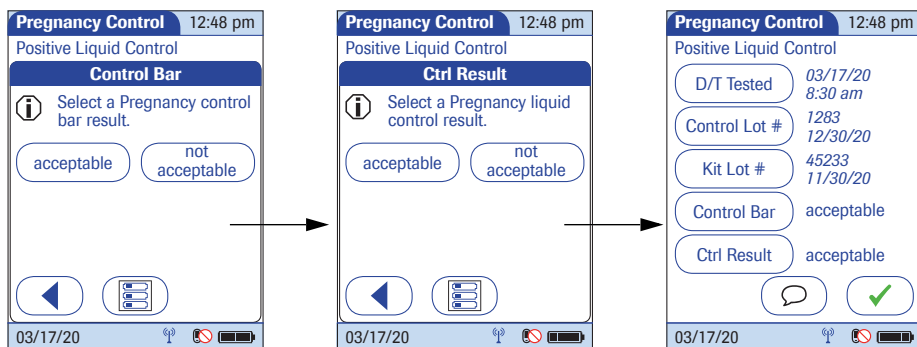 Pregnancy Control 12:48 pm
Positive Liquid Control
Control Bar
Select a Pregnancy control
bar result.
acceptable
not
acceptable
03/17/20
Pregnancy Control 12:48 pm
Positive Liquid Control
Ctrl Result
Select a Pregnancy liquid
control result.
acceptable
not
acceptable
03/17/20
Pregnancy Control 12:48 pm
Positive Liquid Control
D/T Tested
03/17/20
8:30 am
Control Lot #
1283
12/30/20
Kit Lot #
45233
11/30/20
Control Bar acceptable
Ctrl Result acceptable
03/17/20